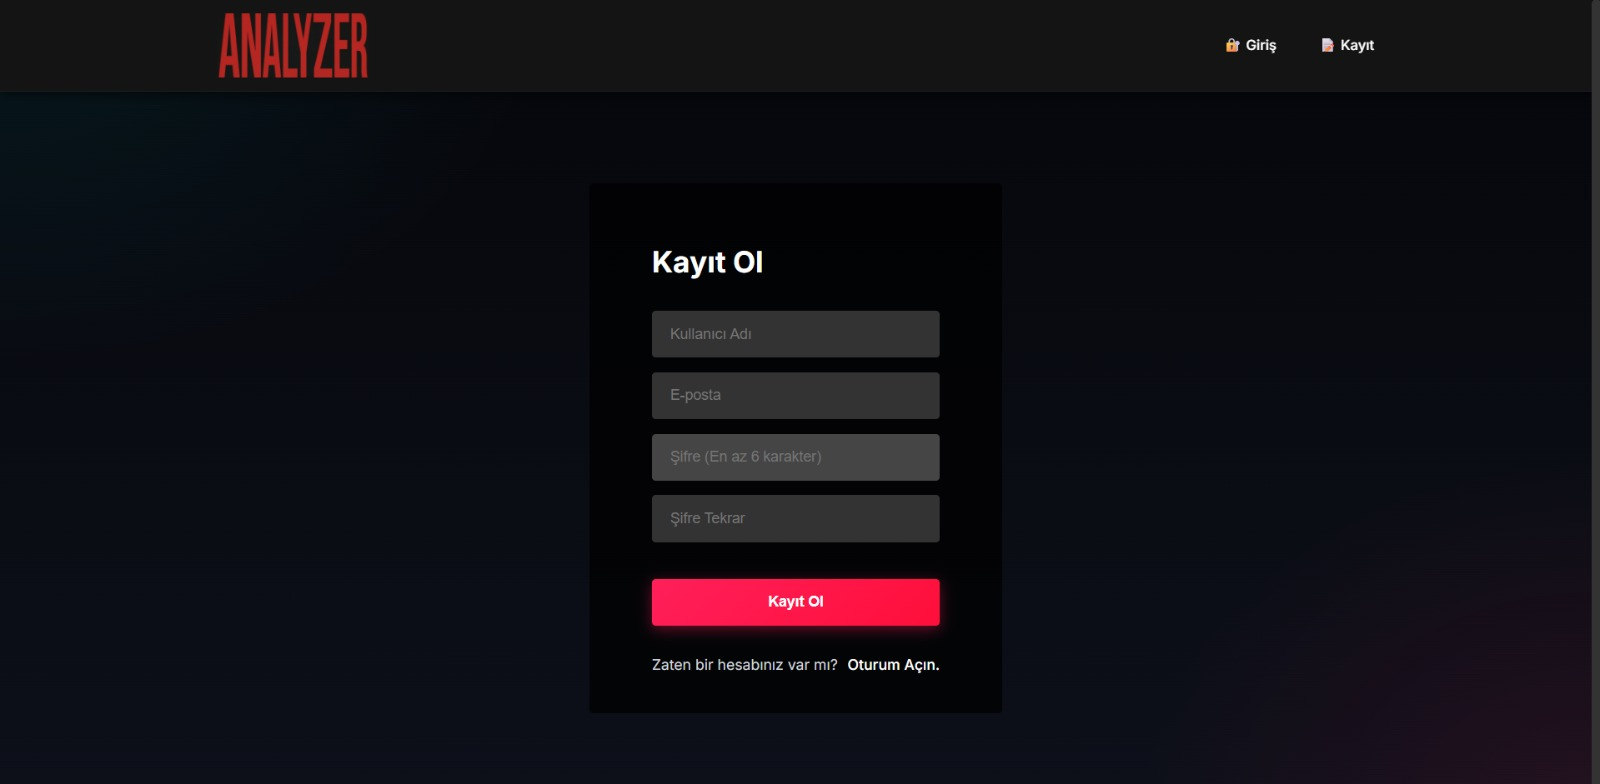 ANALYZER
Giriş
Kayıt
Kayıt Ol
Kullanıcı Adı
E-posta
Şifre (En az 6 karakter)
Şifre Tekrar
Kayıt Ol
Zaten bir hesabınız var mı? Oturum Açın.